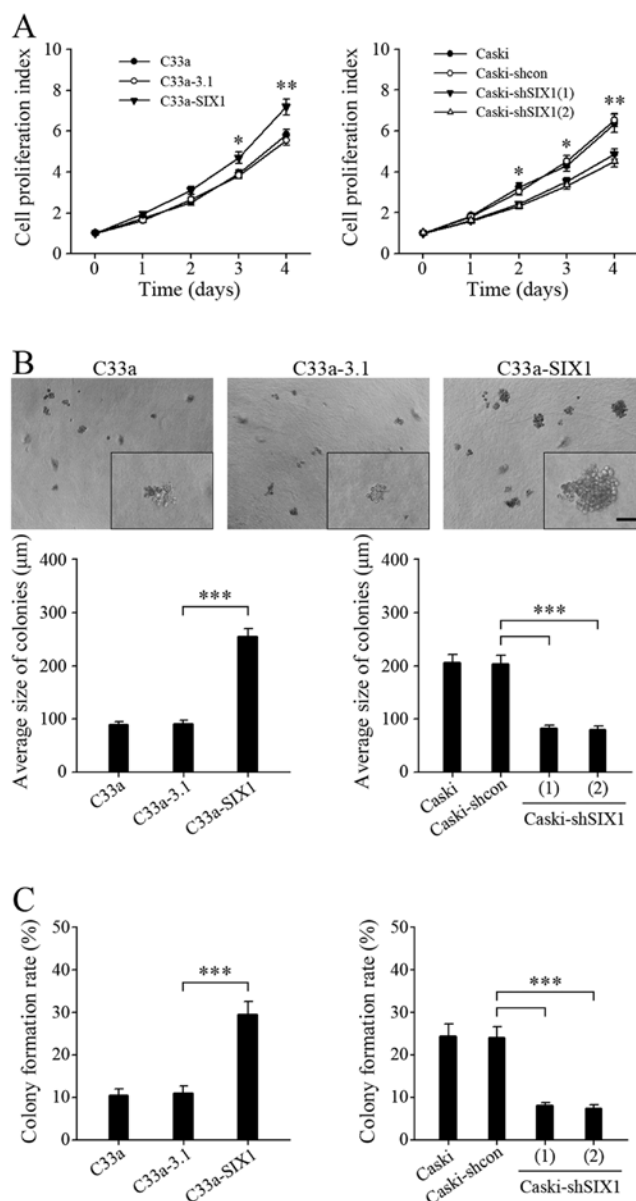 A
Cell proliferation index
10
8
6
4
2
0
C33a
C33a-3.1
C33a-SIX1
*
**
0 1 2 3 4
Time (days)
Cell proliferation index
10
8
6
4
2
0
Caski
Caski-shcon
Caski-shSIX1(1)
Caski-shSIX1(2)
*
*
**
0 1 2 3 4
Time (days)
B
C33a
C33a-3.1
C33a-SIX1
Average size of colonies (μm)
400
300
200
100
0
***
C33a
C33a-3.1
C33a-SIX1
Average size of colonies (μm)
400
300
200
100
0
***
Caski
Caski-shcon
(1) (2)
Caski-shSIX1
C
Colony formation rate (%)
50
40
30
20
10
0
***
C33a
C33a-3.1
C33a-SIX1
Colony formation rate (%)
50
40
30
20
10
0
***
Caski
Caski-shcon
(1) (2)
Caski-shSIX1